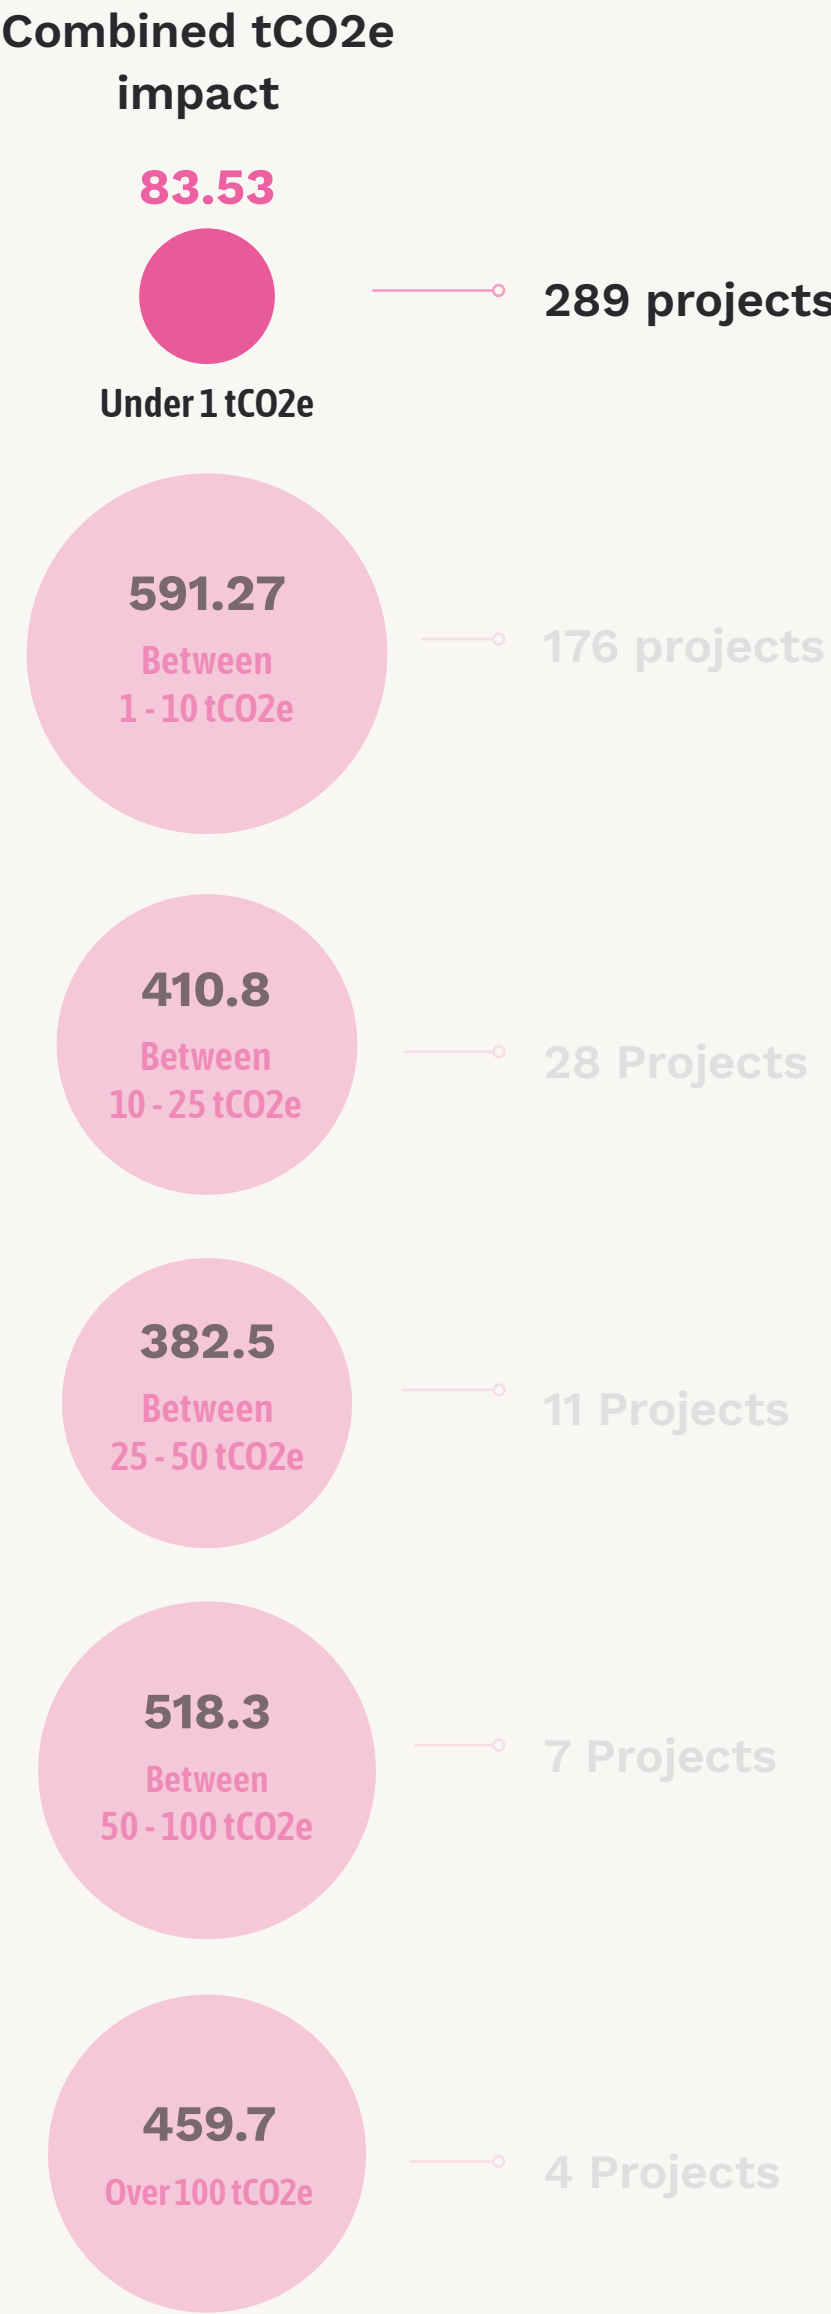 Combined tCO2e
impact
83.53
289 projects
Under 1 tCO2e
591.27
Between
1 - 10 tCO2e
176 projects
410.8
Between
10 - 25 tCO2e
28 Projects
382.5
Between
25 - 50 tCO2e
11 Projects
518.3
Between
50 - 100 tCO2e
7 Projects
459.7
Over 100 tCO2e
4 Projects